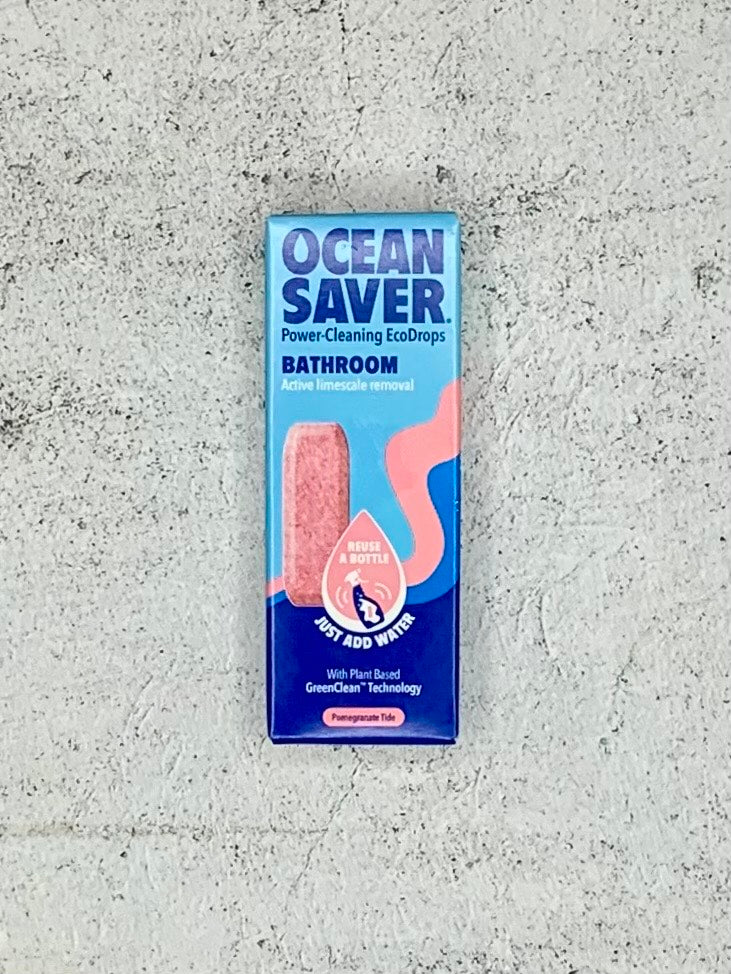 OCEAN
SAVER.
Power-Cleaning EcoDrops
BATHROOM
Active limescale removal
REUSE
A BOTTLE
JUST ADD WATER
With Plant Based
GreenClean™ Technology
Pomegranate Tide